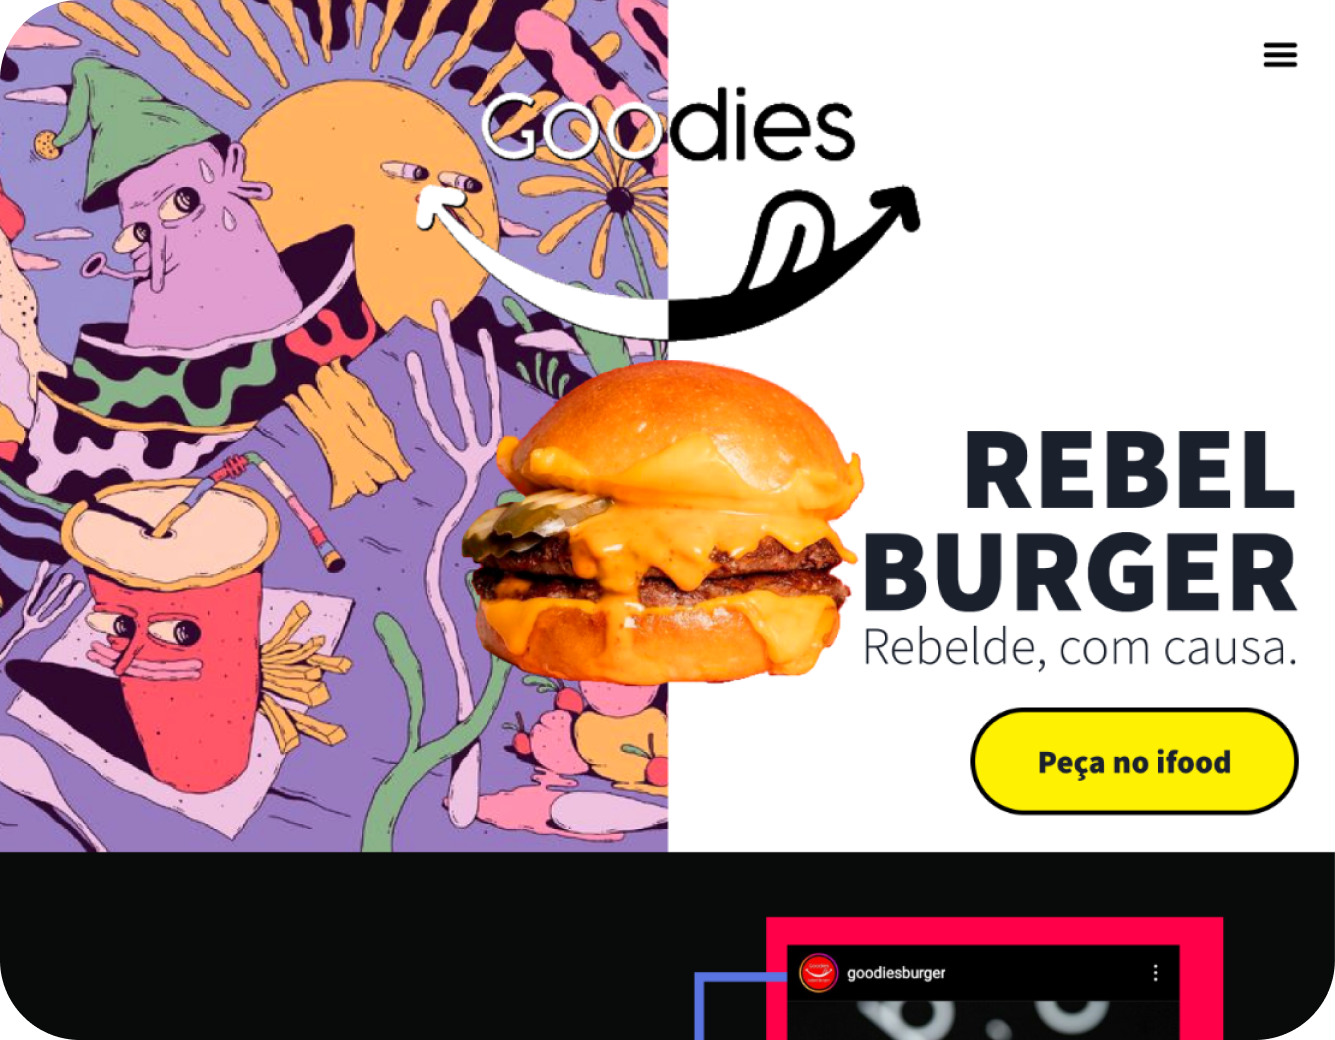 Goodies
REBEL
BURGER
Rebelde, com causa.
Peça no ifood
goodiesburger